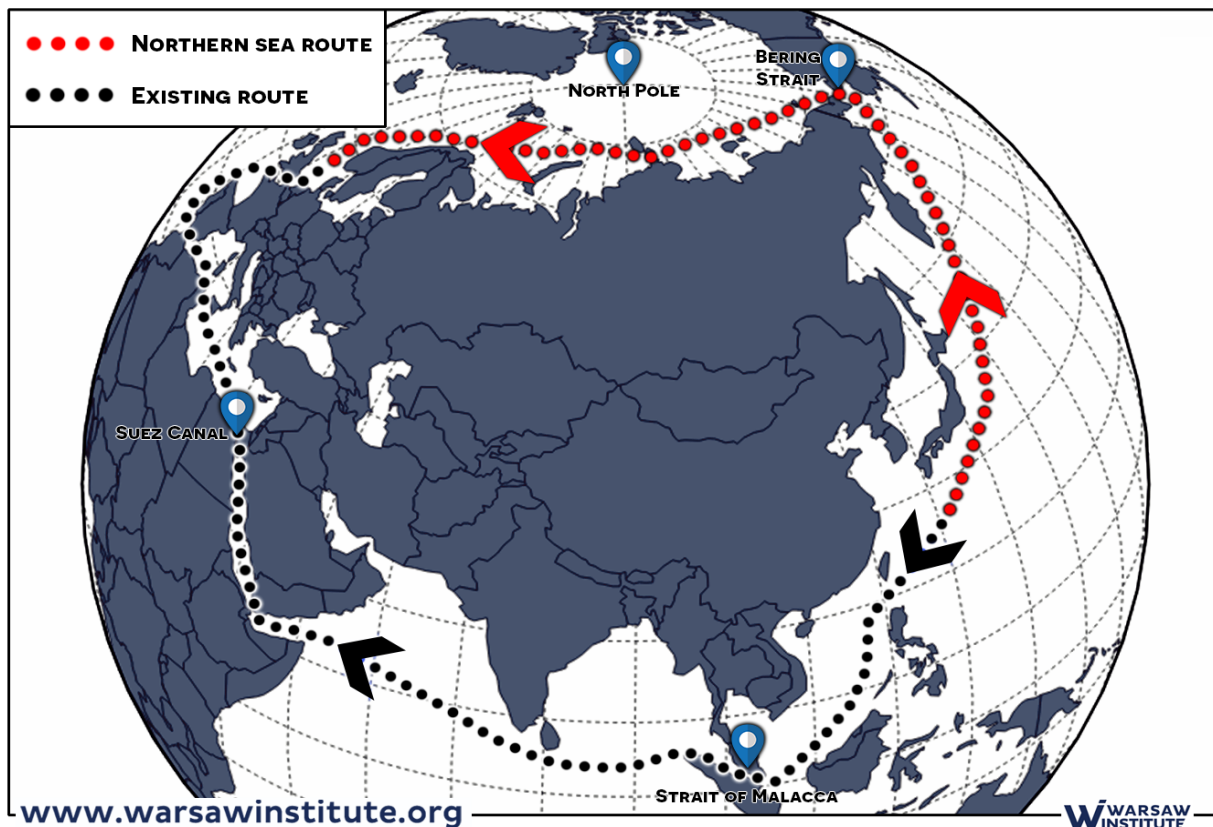 Northern sea route
Existing route
North Pole
Bering
Strait
Suez Canal
Strait of Malacca
www.warsawinstitute.org
WARSAW
INSTITUTE